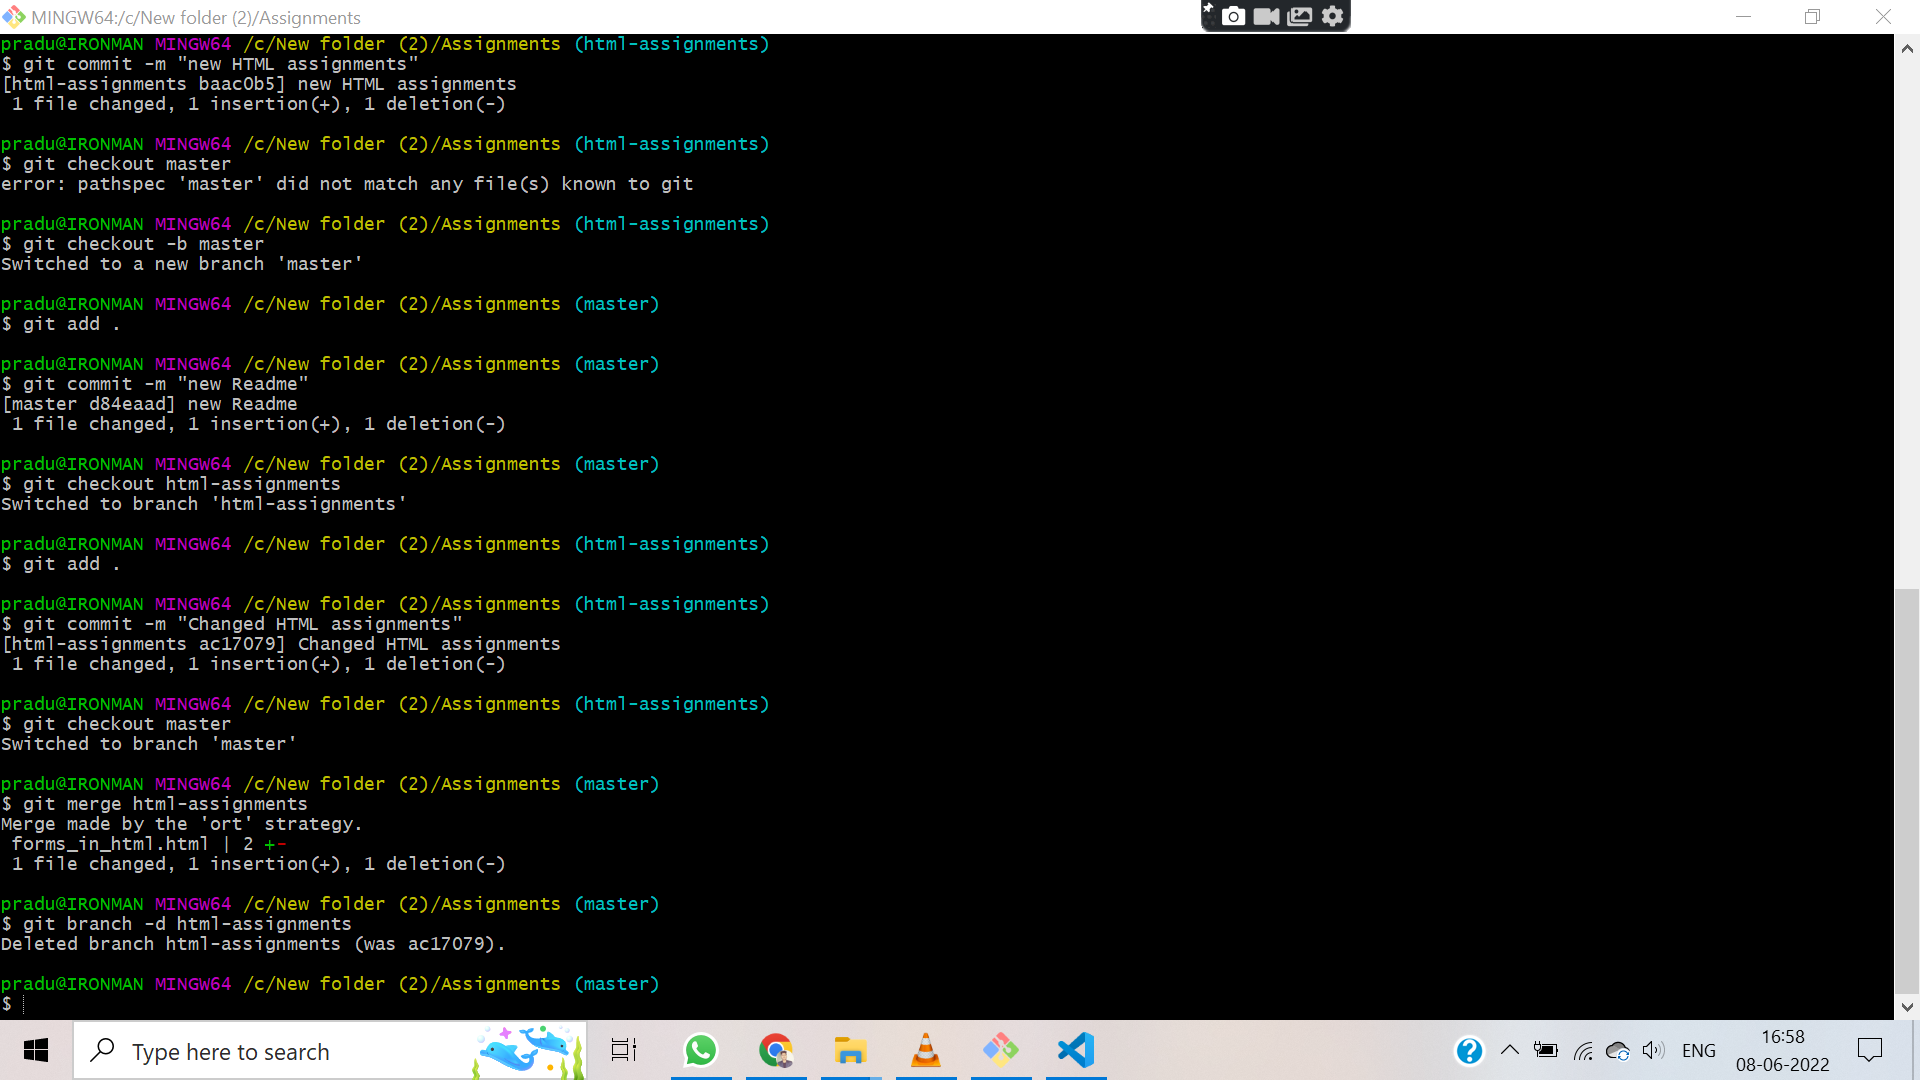 MINGW64:/c/New folder (2)/Assignments
pradu@IRONMAN MINGW64 /c/New folder (2)/Assignments (html-assignments)
$ git commit -m "new HTML assignments"
[html-assignments baac0b5] new HTML assignments
 1 file changed, 1 insertion(+), 1 deletion(-)
pradu@IRONMAN MINGW64 /c/New folder (2)/Assignments (html-assignments)
$ git checkout master
error: pathspec 'master' did not match any file(s) known to git
pradu@IRONMAN MINGW64 /c/New folder (2)/Assignments (html-assignments)
$ git checkout -b master
Switched to a new branch 'master'
pradu@IRONMAN MINGW64 /c/New folder (2)/Assignments (master)
$ git add .
pradu@IRONMAN MINGW64 /c/New folder (2)/Assignments (master)
$ git commit -m "new Readme"
[master d84eaad] new Readme
 1 file changed, 1 insertion(+), 1 deletion(-)
pradu@IRONMAN MINGW64 /c/New folder (2)/Assignments (master)
$ git checkout html-assignments
Switched to branch 'html-assignments'
pradu@IRONMAN MINGW64 /c/New folder (2)/Assignments (html-assignments)
$ git add .
pradu@IRONMAN MINGW64 /c/New folder (2)/Assignments (html-assignments)
$ git commit -m "Changed HTML assignments"
[html-assignments ac17079] Changed HTML assignments
 1 file changed, 1 insertion(+), 1 deletion(-)
pradu@IRONMAN MINGW64 /c/New folder (2)/Assignments (html-assignments)
$ git checkout master
Switched to branch 'master'
pradu@IRONMAN MINGW64 /c/New folder (2)/Assignments (master)
$ git merge html-assignments
Merge made by the 'ort' strategy.
 forms_in_html.html | 2 +-
 1 file changed, 1 insertion(+), 1 deletion(-)
pradu@IRONMAN MINGW64 /c/New folder (2)/Assignments (master)
$ git branch -d html-assignments
Deleted branch html-assignments (was ac17079).
pradu@IRONMAN MINGW64 /c/New folder (2)/Assignments (master)
$
Type here to search
ENG
16:58
08-06-2022